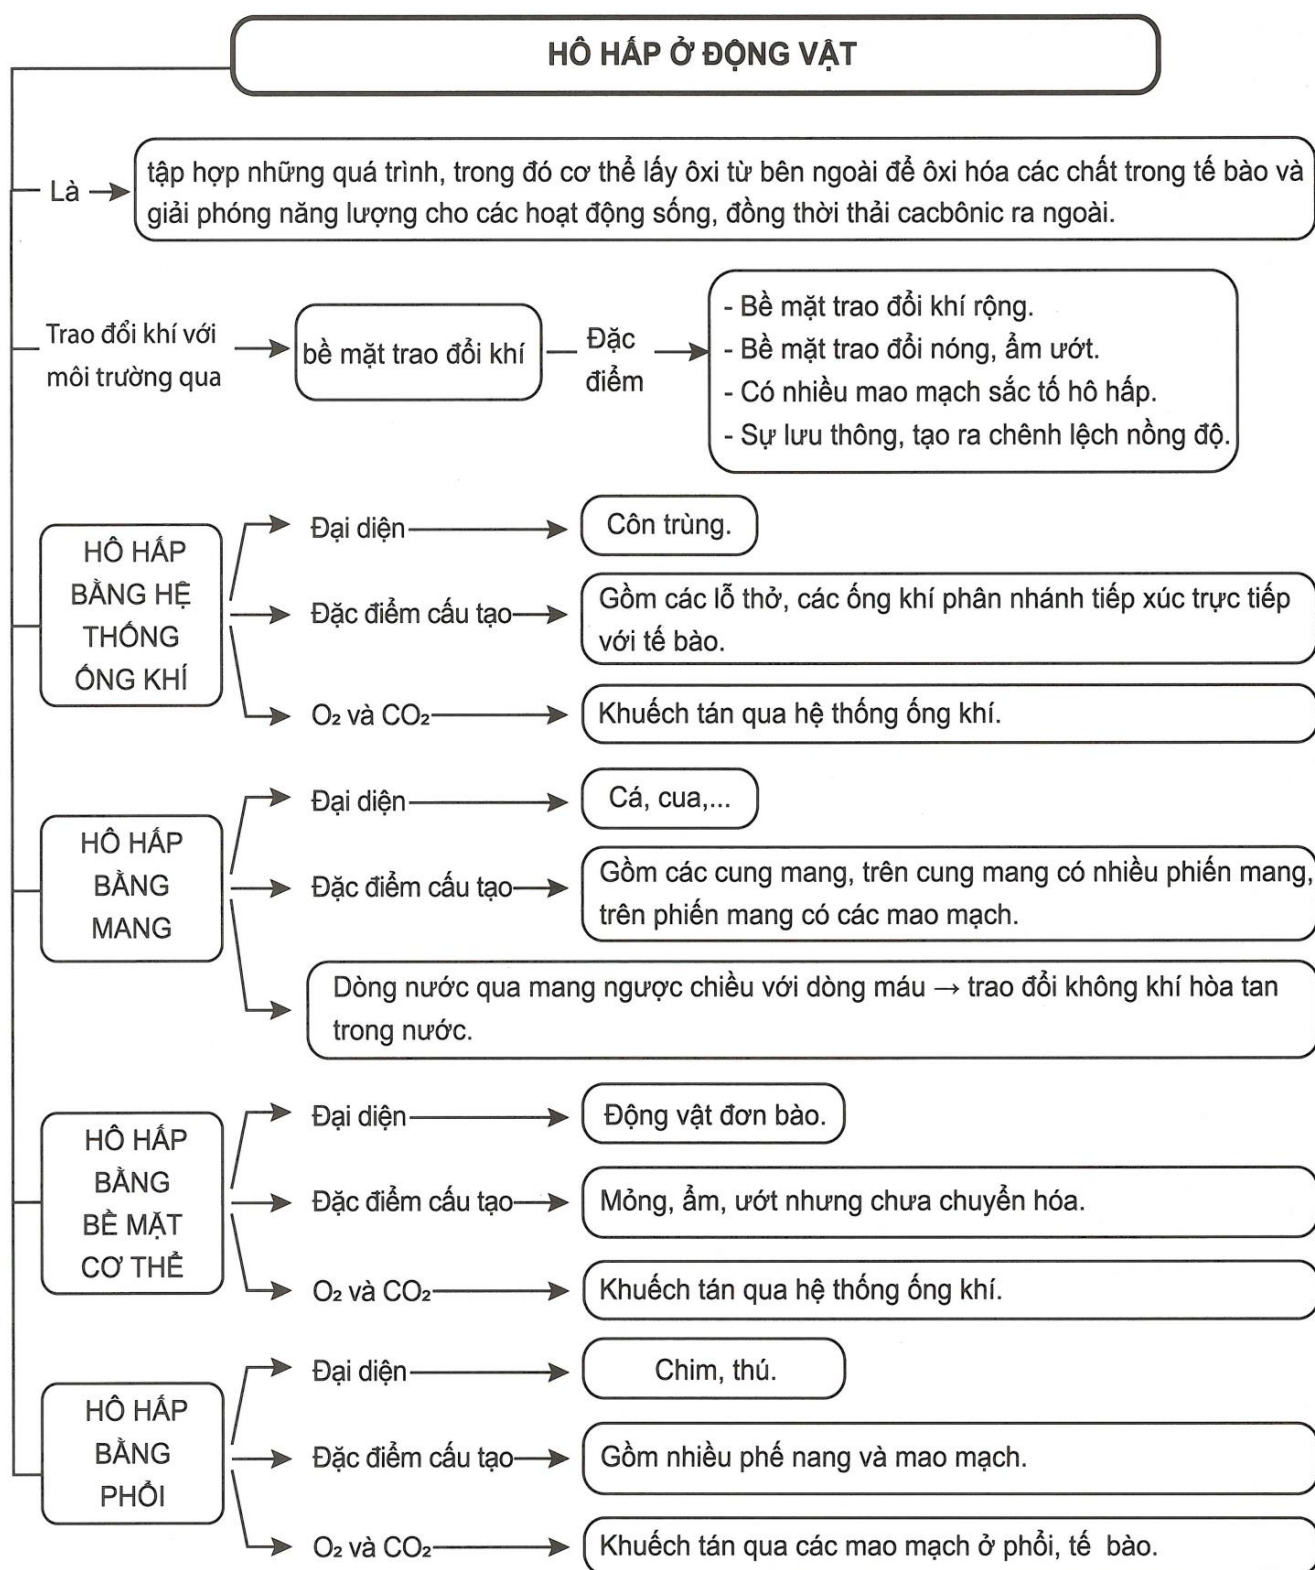 HÔ HẤP Ở ĐỘNG VẬT
Là
tập hợp những quá trình, trong đó cơ thể lấy ôxi từ bên ngoài để ôxi hóa các chất trong tế bào và
giải phóng năng lượng cho các hoạt động sống, đồng thời thải cacbônic ra ngoài.
Trao đổi khí với
môi trường qua
bề mặt trao đổi khí
Đặc
điểm
- Bề mặt trao đổi khí rộng.
- Bề mặt trao đổi nóng, ẩm ướt.
- Có nhiều mao mạch sắc tố hô hấp.
- Sự lưu thông, tạo ra chênh lệch nồng độ.
HÔ HẤP
BẰNG HỆ
THỐNG
ỐNG KHÍ
Đại diện
Côn trùng.
Đặc điểm cấu tạo
Gồm các lỗ thở, các ống khí phân nhánh tiếp xúc trực tiếp
với tế bào.
O₂ và CO₂
Khuếch tán qua hệ thống ống khí.
HÔ HẤP
BẰNG
MANG
Đại diện
Cá, cua,...
Đặc điểm cấu tạo
Gồm các cung mang, trên cung mang có nhiều phiến mang,
trên phiến mang có các mao mạch.
Dòng nước qua mang ngược chiều với dòng máu → trao đổi không khí hòa tan
trong nước.
HÔ HẤP
BẰNG
BỀ MẶT
CƠ THỂ
Đại diện
Động vật đơn bào.
Đặc điểm cấu tạo
Mỏng, ẩm, ướt nhưng chưa chuyển hóa.
O₂ và CO₂
Khuếch tán qua hệ thống ống khí.
HÔ HẤP
BẰNG
PHỔI
Đại diện
Chim, thú.
Đặc điểm cấu tạo
Gồm nhiều phế nang và mao mạch.
O₂ và CO₂
Khuếch tán qua các mao mạch ở phổi, tế bào.